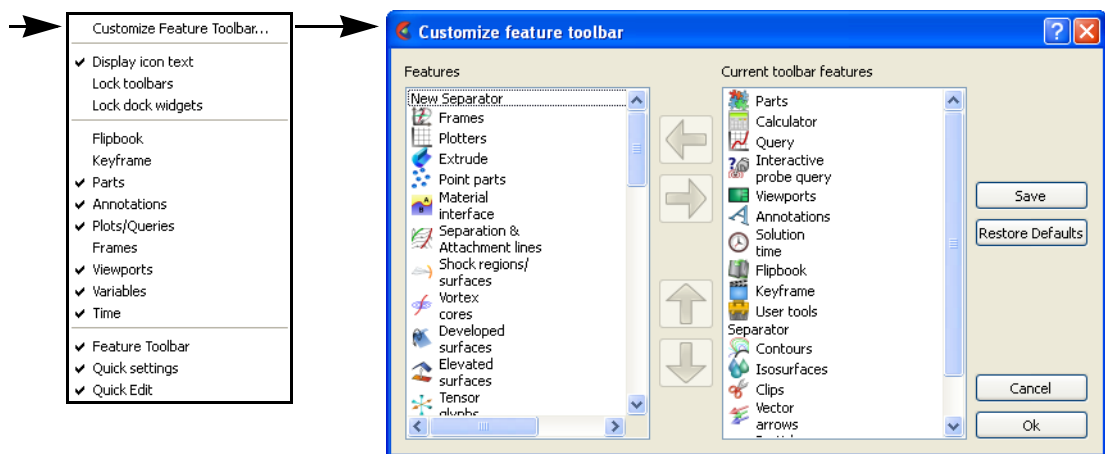 Customize Feature Toolbar...
Display icon text
Lock toolbars
Lock dock widgets
Flipbook
Keyframe
Parts
Annotations
Plots/Queries
Frames
Viewports
Variables
Time
Feature Toolbar
Quick settings
Quick Edit
Customize feature toolbar
Features
New Separator
Frames
Plotters
Extrude
Point parts
Material
interface
Separation &
Attachment lines
Shock regions/
surfaces
Vortex
cores
Developed
surfaces
Elevated
surfaces
Tensor
glyphs
Current toolbar features
Parts
Calculator
Query
Interactive
probe query
Viewports
Annotations
Solution
time
Flipbook
Keyframe
User tools
Separator
Contours
Isosurfaces
Clips
Vector
arrows
Save
Restore Defaults
Cancel
Ok